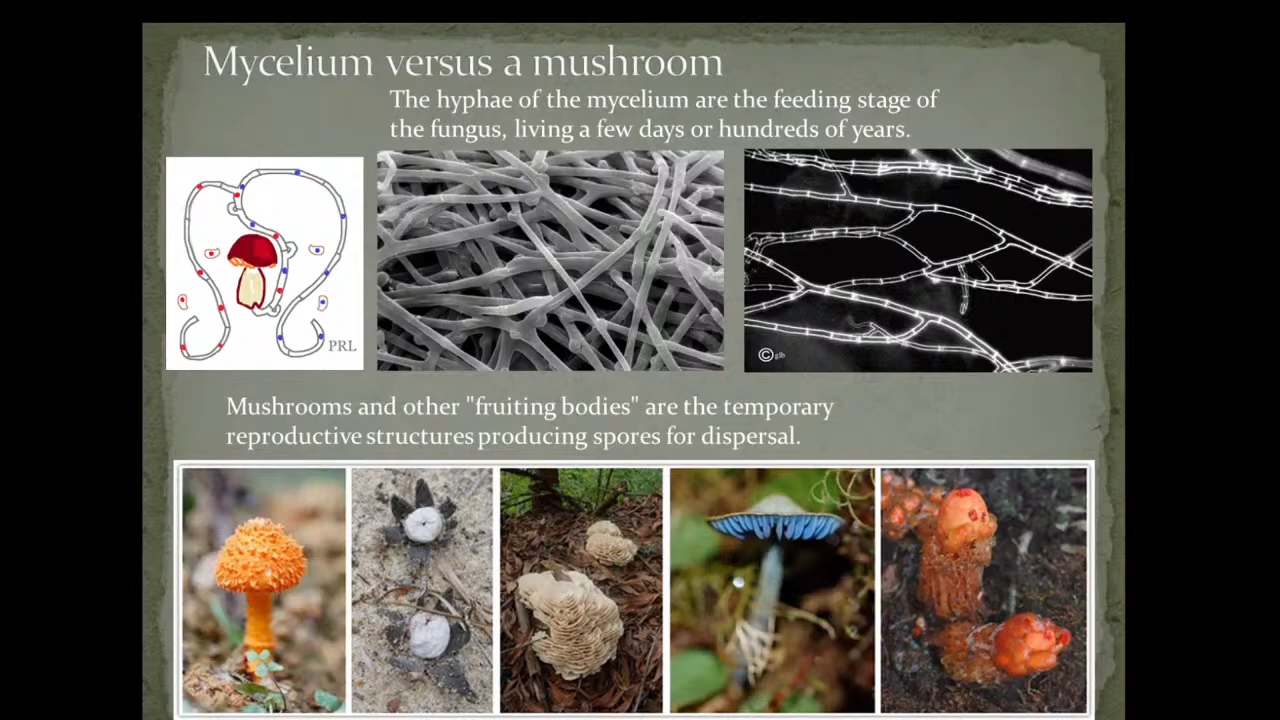 Mycelium versus a mushroom
The hyphae of the mycelium are the feeding stage of
the fungus, living a few days or hundreds of years.
PRL
© glb
Mushrooms and other "fruiting bodies" are the temporary
reproductive structures producing spores for dispersal.